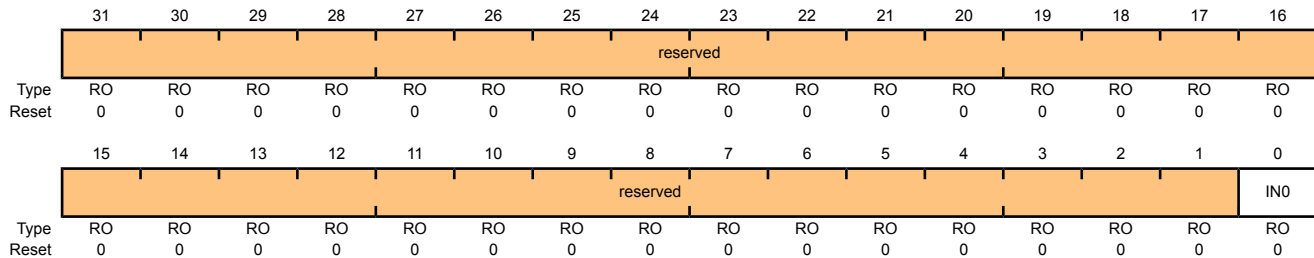 31 30 29 28 27 26 25 24 23 22 21 20 19 18 17 16
reserved
Type RO RO RO RO RO RO RO RO RO RO RO RO RO RO RO RO
Reset 0 0 0 0 0 0 0 0 0 0 0 0 0 0 0 0
15 14 13 12 11 10 9 8 7 6 5 4 3 2 1 0
reserved IN0
Type RO RO RO RO RO RO RO RO RO RO RO RO RO RO RO RO
Reset 0 0 0 0 0 0 0 0 0 0 0 0 0 0 0 0